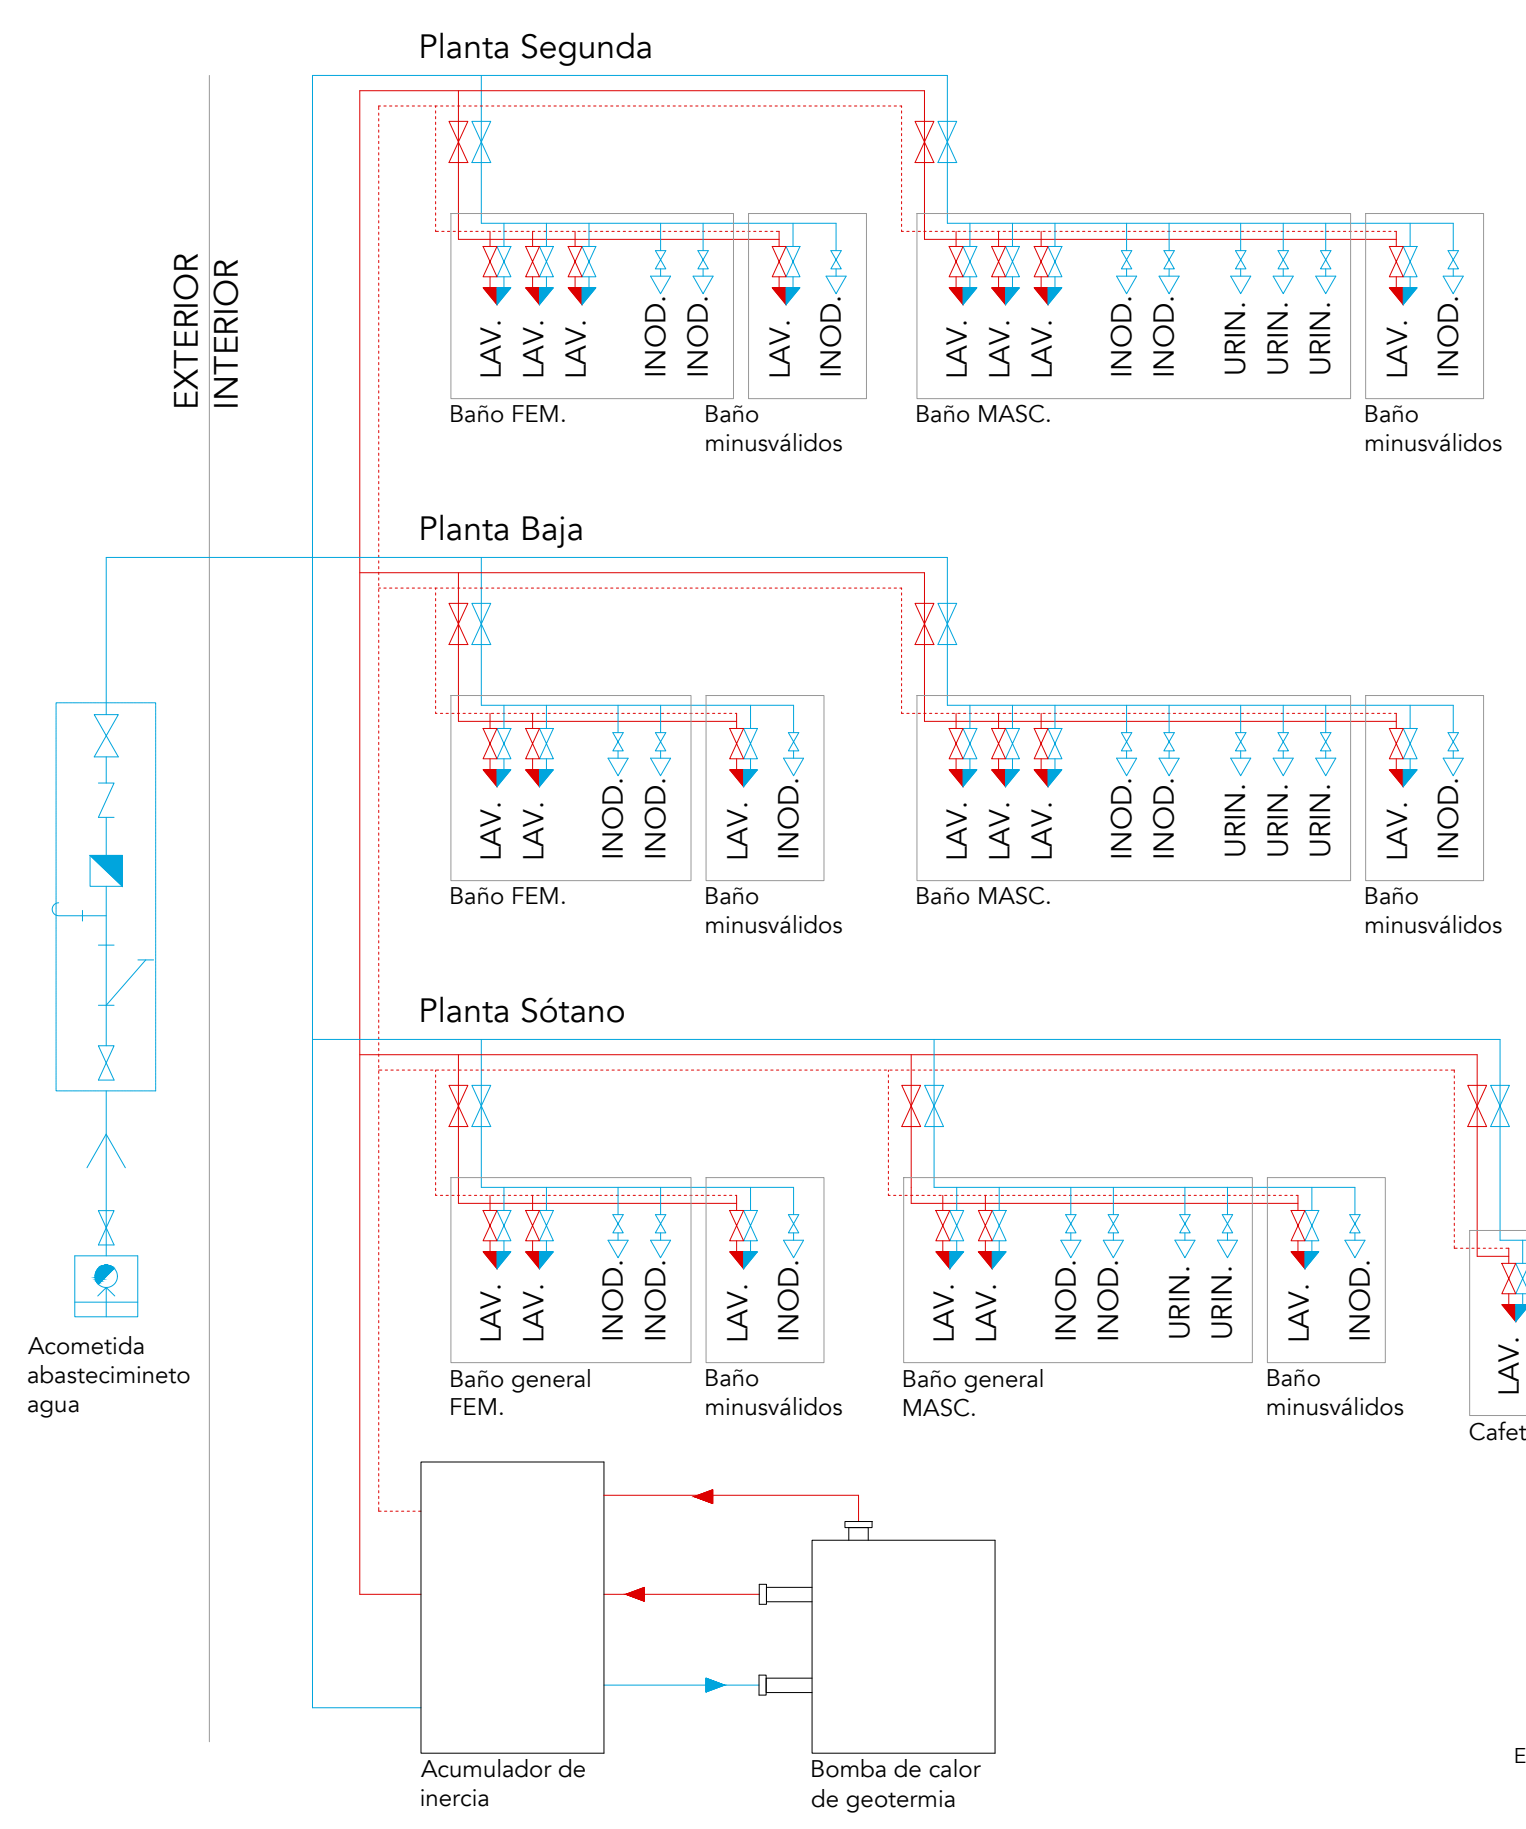 Planta Segunda
EXTERIOR
INTERIOR
LAV.
LAV.
LAV.
INOD.
INOD.
LAV.
INOD.
LAV.
LAV.
LAV.
INOD.
INOD.
URIN.
URIN.
URIN.
LAV.
INOD.
Baño FEM.
Baño
minusválidos
Baño MASC.
Baño
minusválidos
Planta Baja
LAV.
LAV.
INOD.
INOD.
LAV.
INOD.
LAV.
LAV.
LAV.
INOD.
INOD.
URIN.
URIN.
URIN.
LAV.
INOD.
Baño FEM.
Baño
minusválidos
Baño MASC.
Baño
minusválidos
Planta Sótano
LAV.
LAV.
INOD.
INOD.
LAV.
INOD.
LAV.
LAV.
INOD.
INOD.
URIN.
URIN.
LAV.
INOD.
LAV.
Baño general
FEM.
Baño
minusválidos
Baño general
MASC.
Baño
minusválidos
Cafet
Acometida
abastecimineto
agua
Acumulador de
inercia
Bomba de calor
de geotermia
E